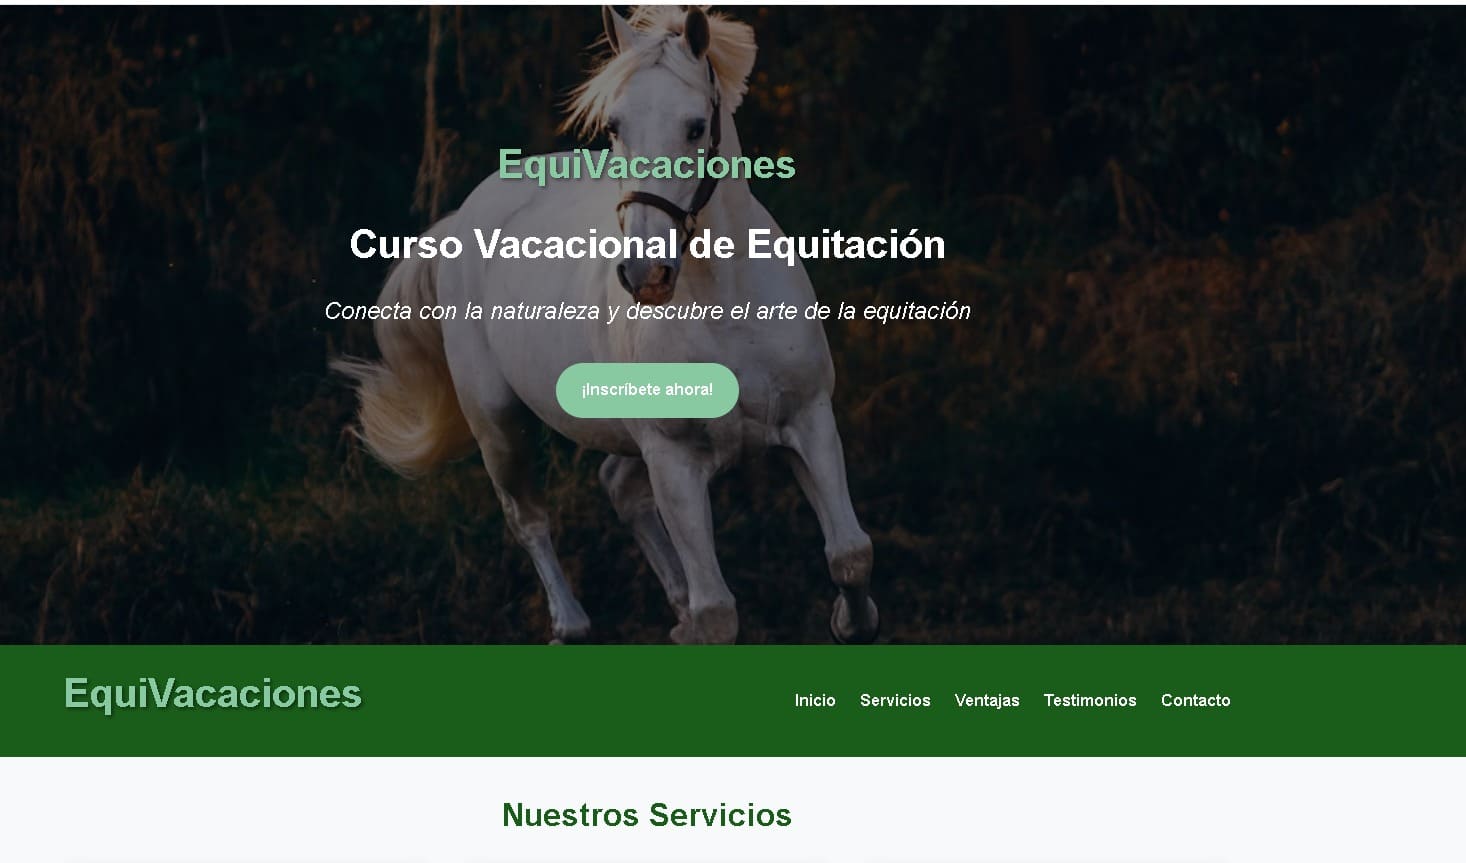 EquiVacaciones
Curso Vacacional de Equitación
Conecta con la naturaleza y descubre el arte de la equitación
¡Inscríbete ahora!
EquiVacaciones
Inicio Servicios Ventajas Testimonios Contacto
Nuestros Servicios